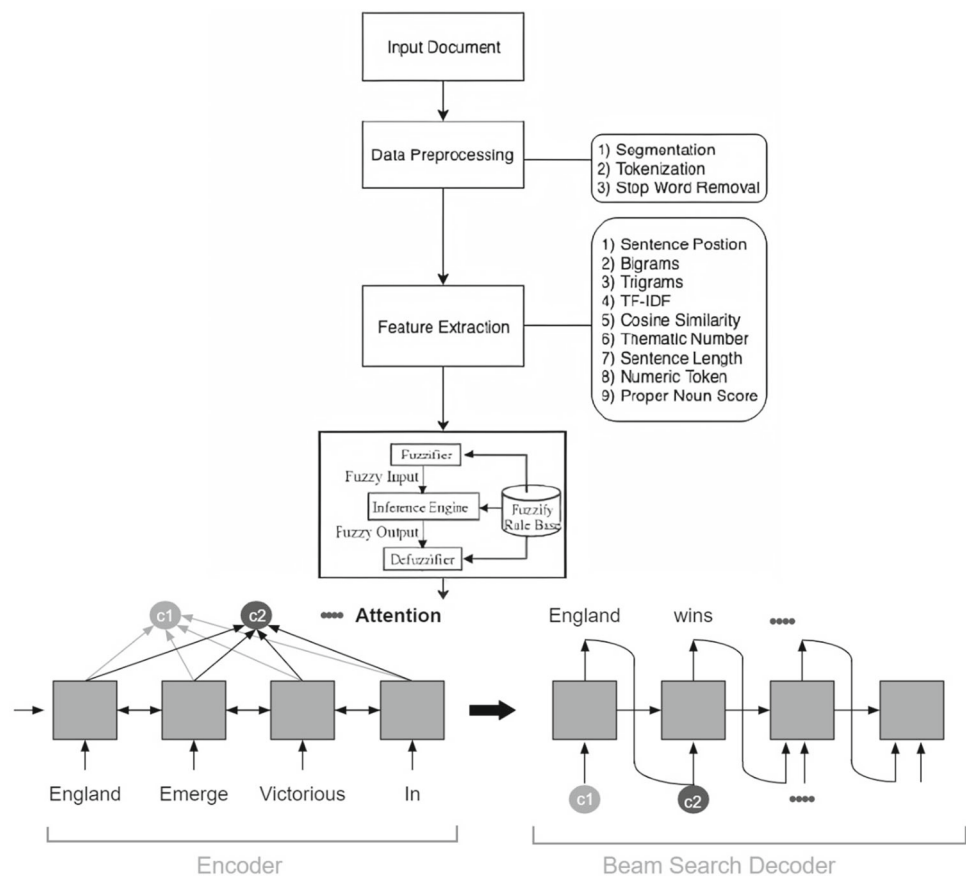 Input Document
Data Preprocessing
1) Segmentation
2) Tokenization
3) Stop Word Removal
Feature Extraction
1) Sentence Postion
2) Bigrams
3) Trigrams
4) TF-IDF
5) Cosine Similarity
6) Thematic Number
7) Sentence Length
8) Numeric Token
9) Proper Noun Score
Fuzzifier
Fuzzy Input
Inference Engine
Fuzzify
Rule Base
Fuzzy Output
Defuzzifier
c1
c2
Attention
England
Emerge
Victorious
In
Encoder
England
wins
c1
c2
Beam Search Decoder